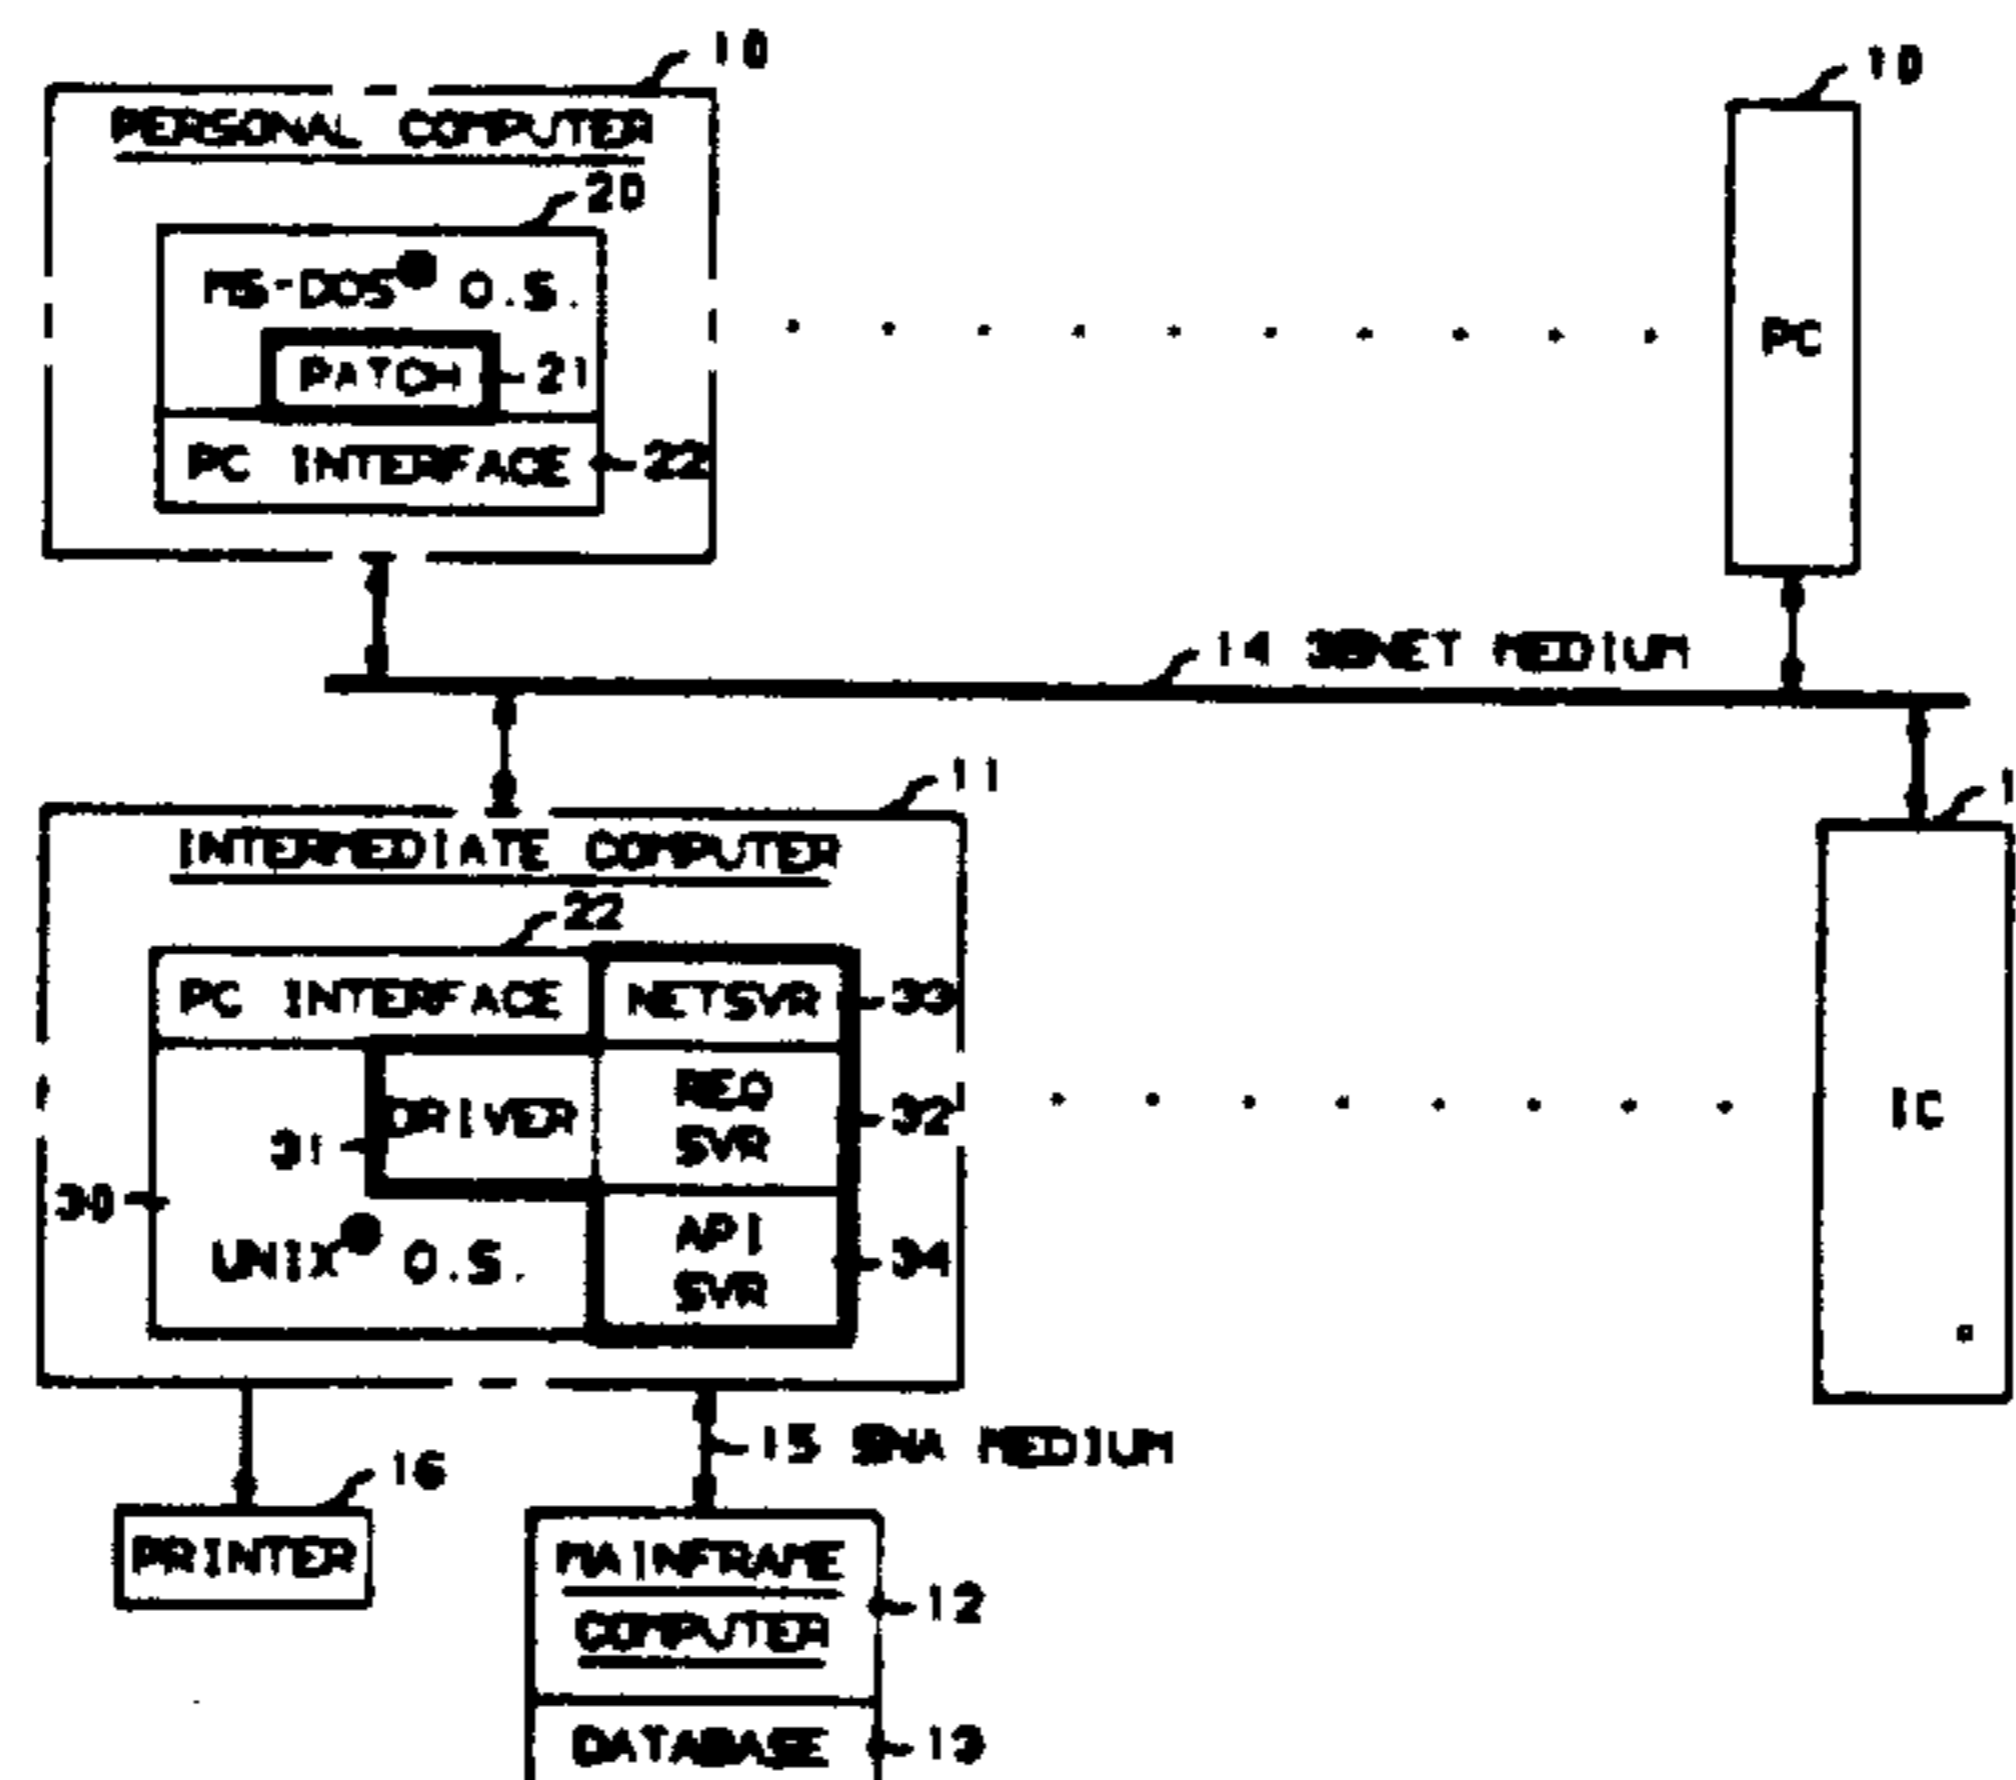 10
10
PERSONAL COMPUTER
20
MS-DOS O.S.
PATCH 21
PC
PC INTERFACE 22
14 3BNET MEDIUM
11
1
INTERMEDIATE COMPUTER
22
PC INTERFACE NETSVR 33
DRIVER REQ SVR 32
31
IC
30
UNIX O.S. API SVR 34
15 SNA MEDIUM
16
PRINTER
MAINFRAME
COMPUTER 12
DATABASE 13